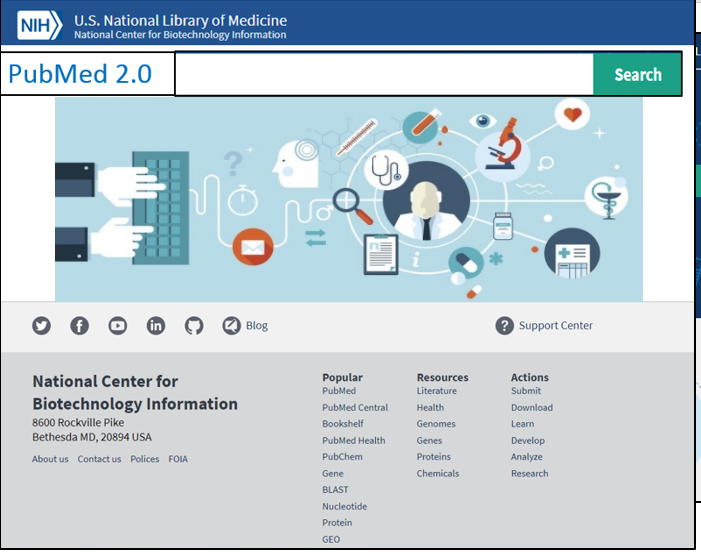 NIH U.S. National Library of Medicine
National Center for Biotechnology Information
PubMed 2.0 Search
?
i
Blog ? Support Center
National Center for
Biotechnology Information
8600 Rockville Pike
Bethesda MD, 20894 USA
About us Contact us Polices FOIA
Popular
PubMed
PubMed Central
Bookshelf
PubMed Health
PubChem
Gene
BLAST
Nucleotide
Protein
GEO
Resources
Literature
Health
Genomes
Genes
Proteins
Chemicals
Actions
Submit
Download
Learn
Develop
Analyze
Research